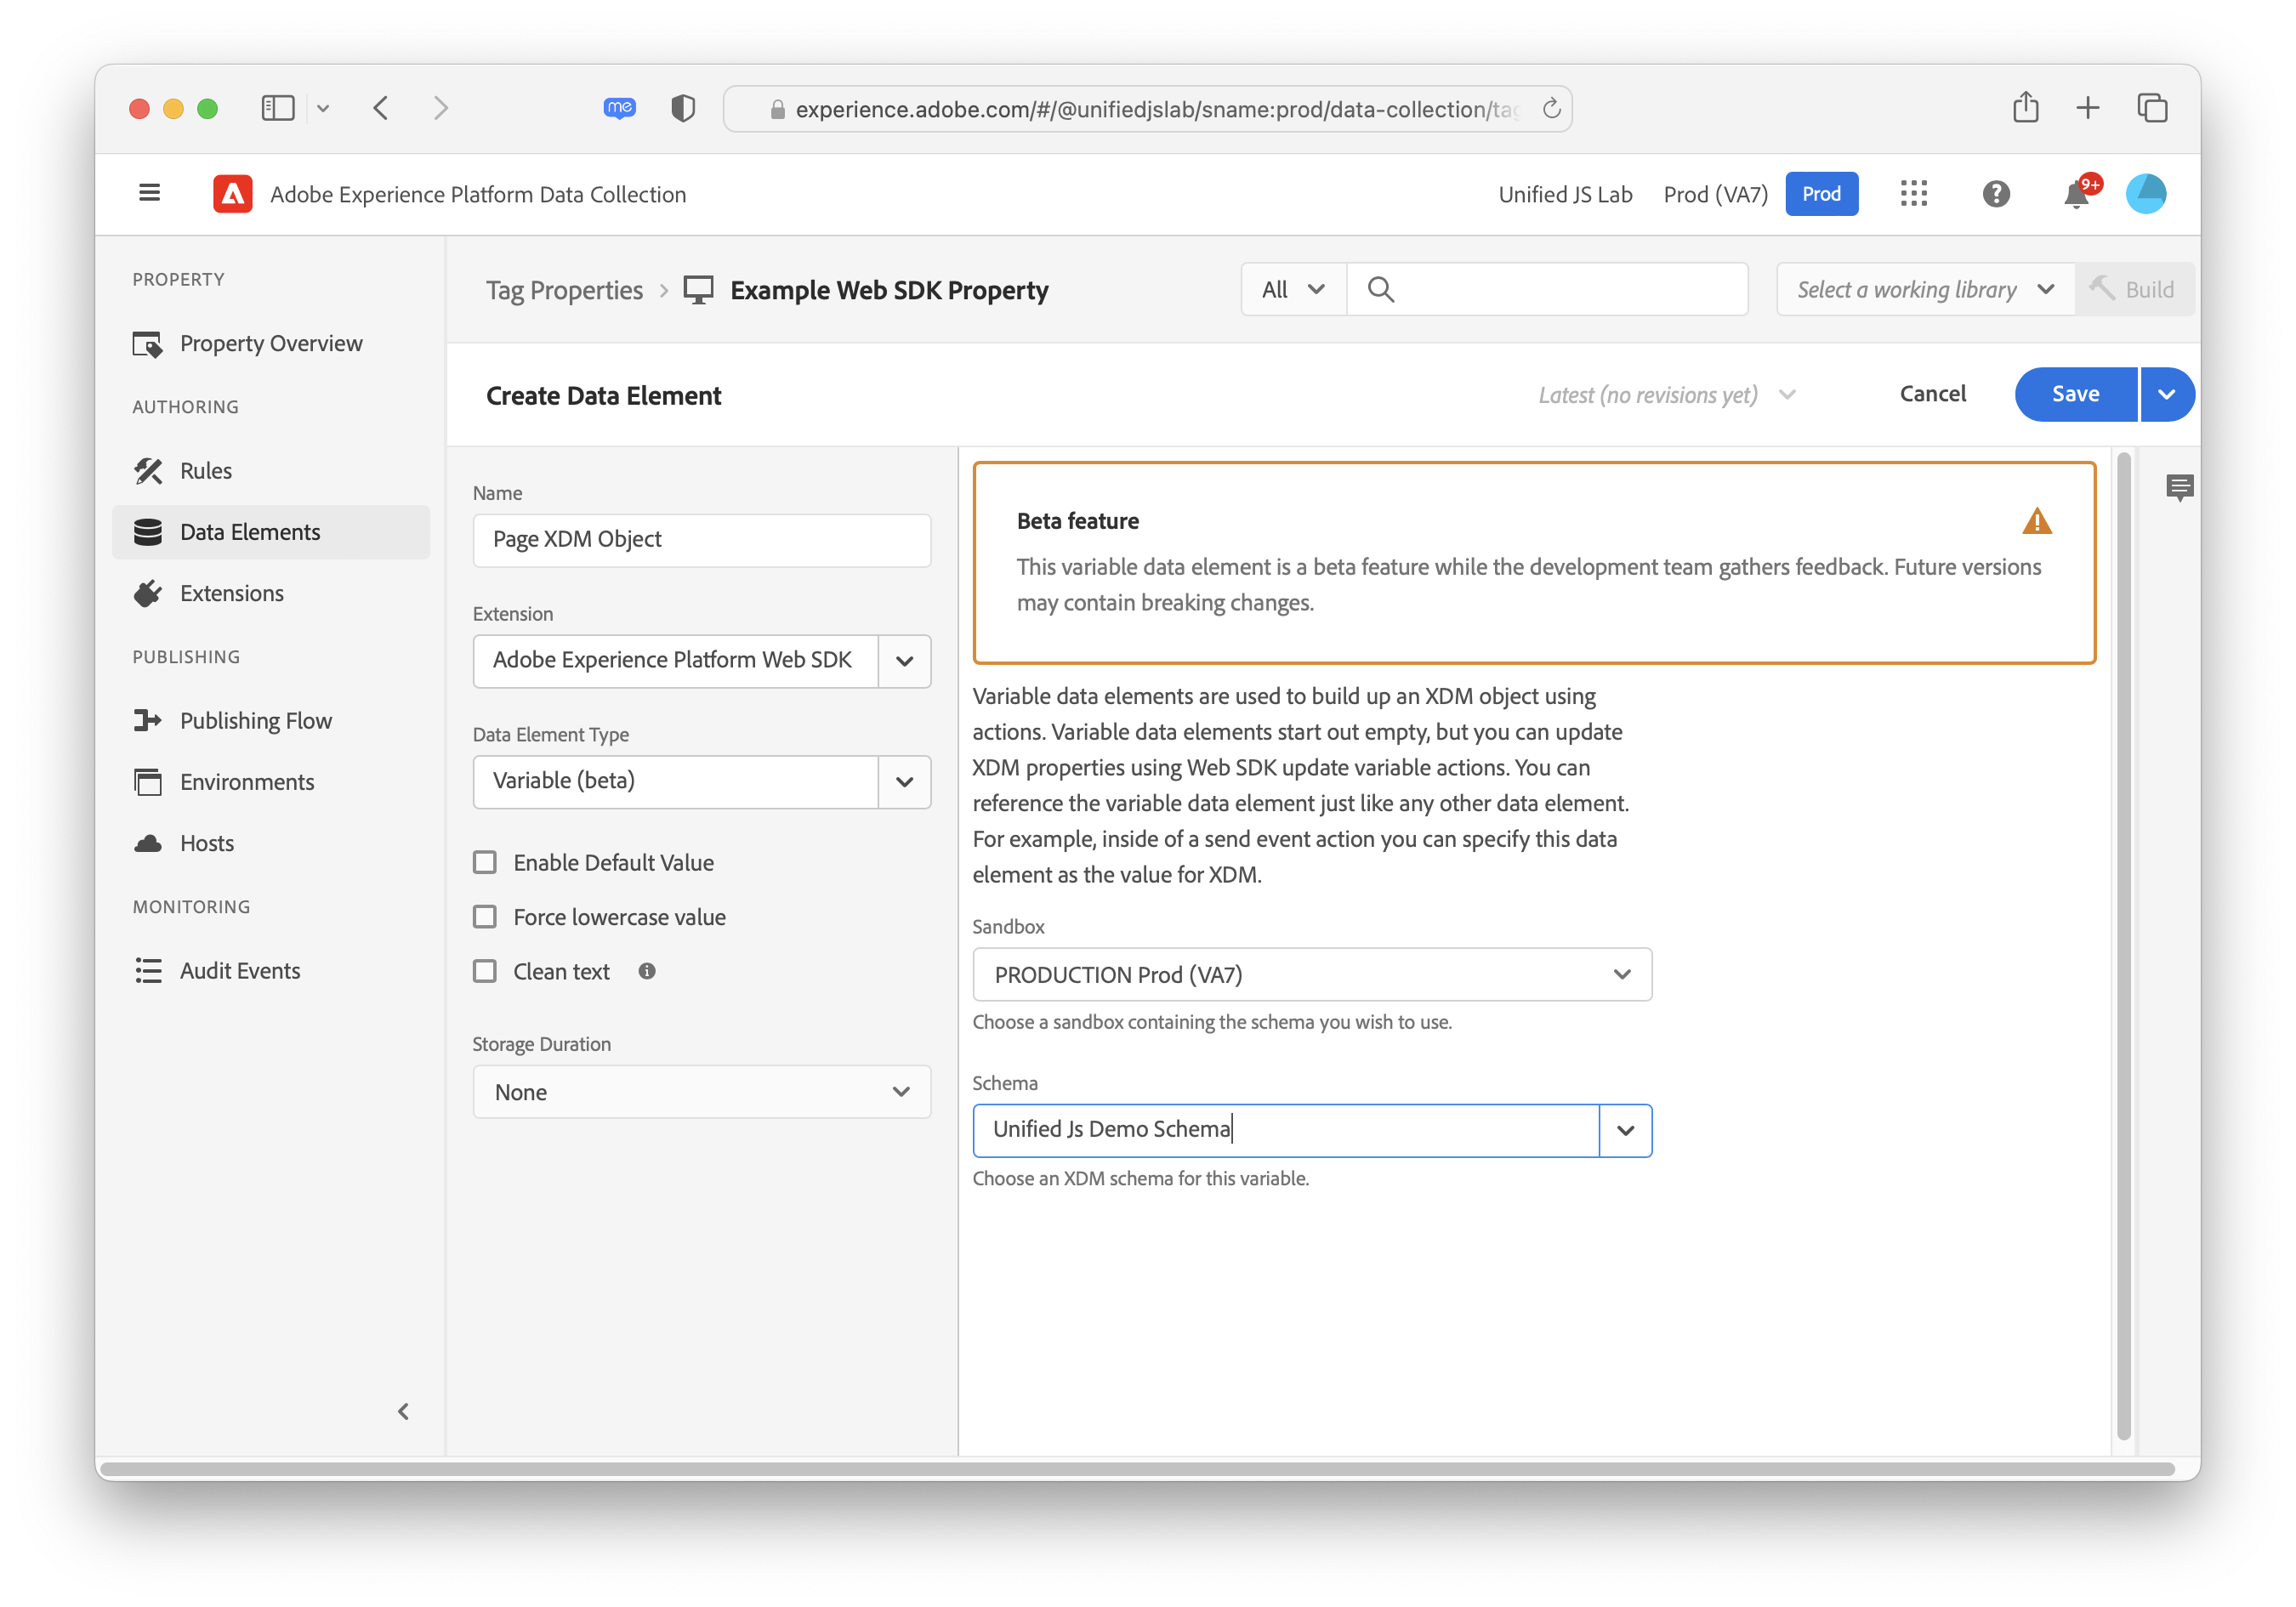 me
experience.adobe.com/#/@unifiedjslab/sname:prod/data-collection/tag
Adobe Experience Platform Data Collection
Unified JS Lab
Prod (VA7)
Prod
9+
PROPERTY
Property Overview
AUTHORING
Rules
Data Elements
Extensions
PUBLISHING
Publishing Flow
Environments
Hosts
MONITORING
Audit Events
Tag Properties
Example Web SDK Property
All
Select a working library
Build
Create Data Element
Latest (no revisions yet)
Cancel
Save
Name
Page XDM Object
Extension
Adobe Experience Platform Web SDK
Data Element Type
Variable (beta)
Enable Default Value
Force lowercase value
Clean text
Storage Duration
None
Beta feature
This variable data element is a beta feature while the development team gathers feedback. Future versions
may contain breaking changes.
Variable data elements are used to build up an XDM object using
actions. Variable data elements start out empty, but you can update
XDM properties using Web SDK update variable actions. You can
reference the variable data element just like any other data element.
For example, inside of a send event action you can specify this data
element as the value for XDM.
Sandbox
PRODUCTION Prod (VA7)
Choose a sandbox containing the schema you wish to use.
Schema
Unified Js Demo Schema
Choose an XDM schema for this variable.